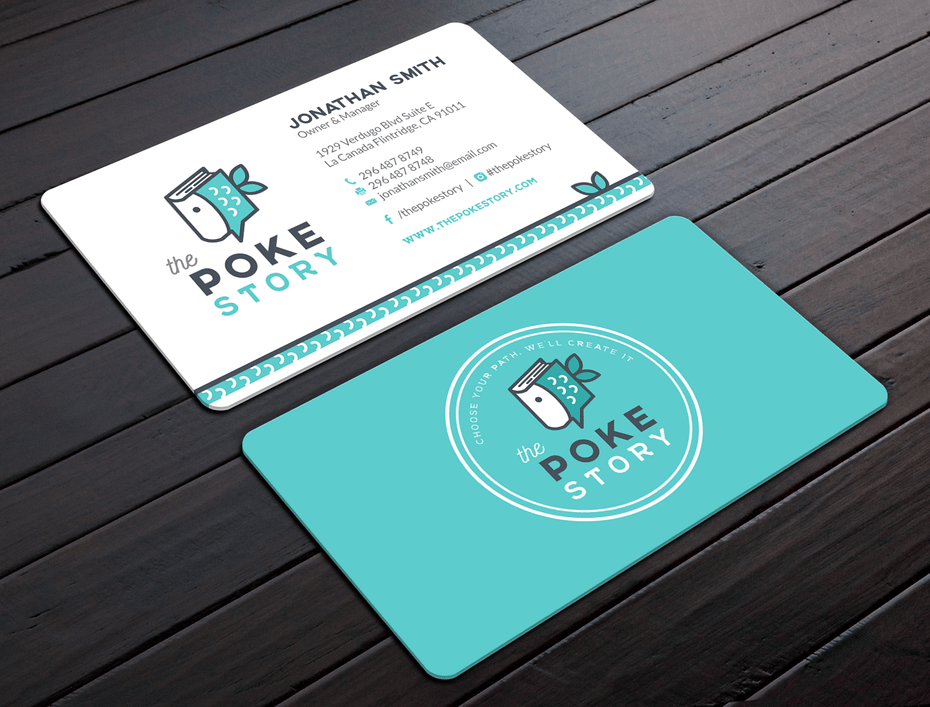 JONATHAN SMITH
Owner & Manager
1929 Verdugo Blvd Suite E
La Canada Flintridge, CA 91011
296 487 8749
296 487 8748
jonathansmith@email.com
/thepokestory | #thepokestory
WWW.THEPOKESTORY.COM
the
POKE
STORY
CHOOSE YOUR PATH, WE'LL CREATE IT
the
POKE
STORY